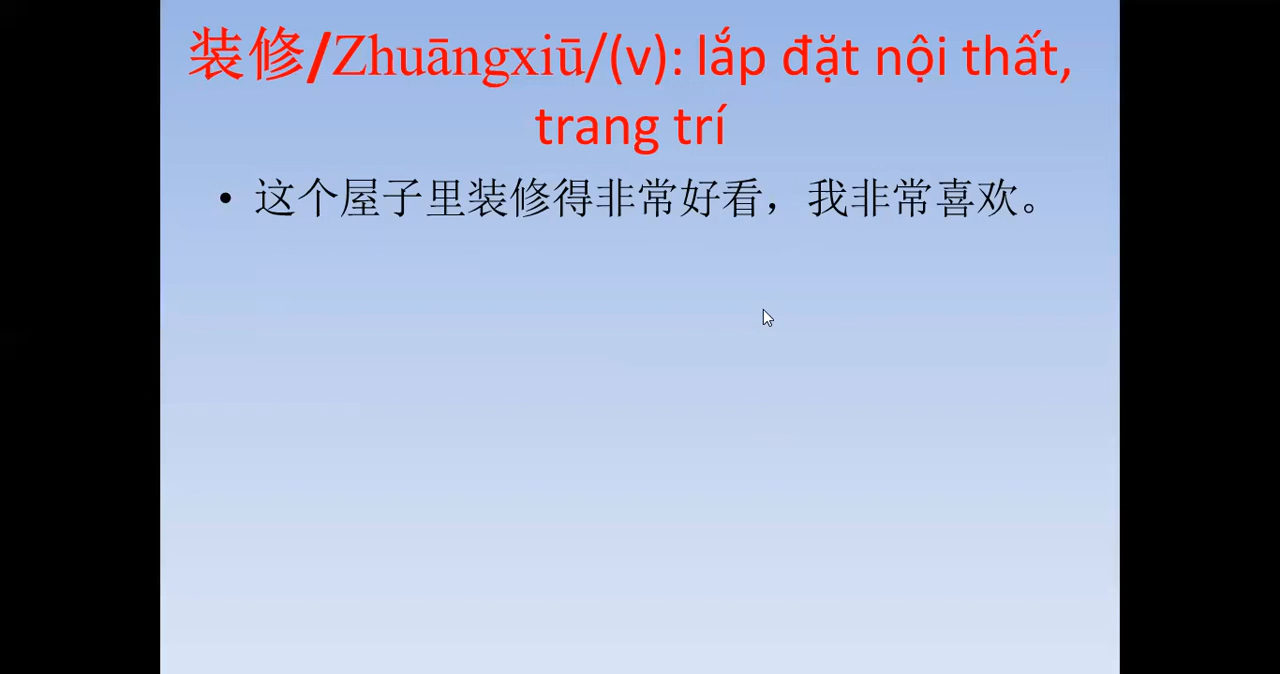 装修/Zhuāngxiū/(v): lắp đặt nội thất,
trang trí
• 这个屋子里装修得非常好看，我非常喜欢。